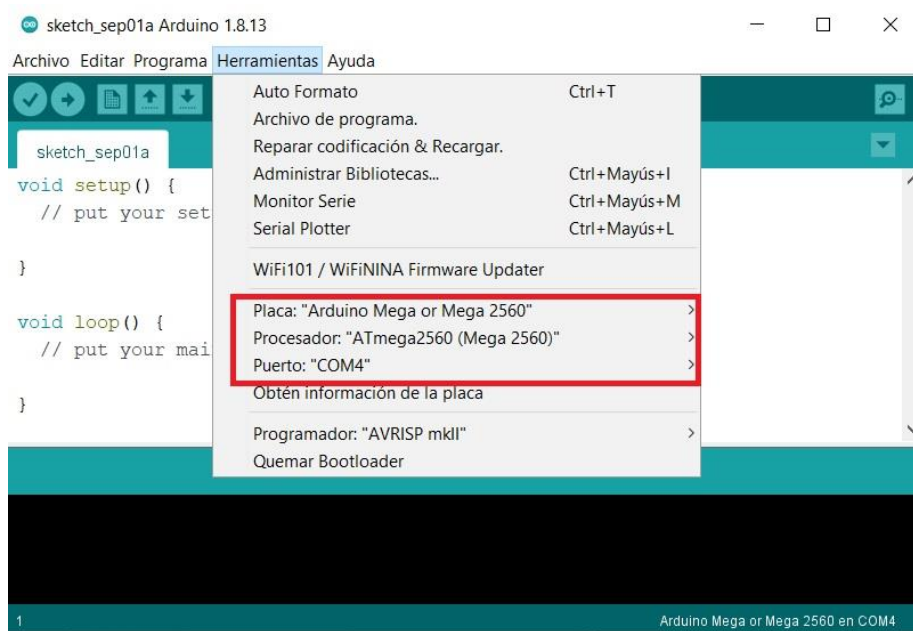 sketch_sep01a Arduino 1.8.13
Archivo Editar Programa Herramientas Ayuda
Auto Formato Ctrl+T
Archivo de programa.
Reparar codificación & Recargar.
Administrar Bibliotecas... Ctrl+Mayús+I
Monitor Serie Ctrl+Mayús+M
Serial Plotter Ctrl+Mayús+L
WiFi101 / WiFiNINA Firmware Updater
Placa: "Arduino Mega or Mega 2560"
Procesador: "ATmega2560 (Mega 2560)"
Puerto: "COM4"
Obtén información de la placa
Programador: "AVRISP mkII"
Quemar Bootloader
sketch_sep01a
void setup() {
// put your set
}
void loop() {
// put your mai
}
1 Arduino Mega or Mega 2560 en COM4